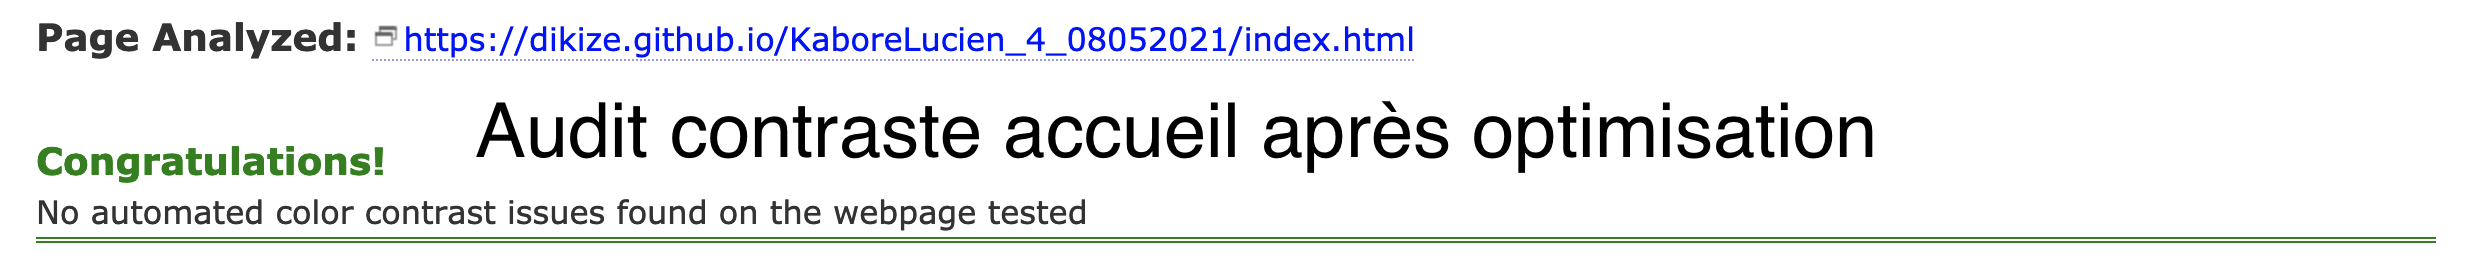 Page Analyzed: https://dikize.github.io/KaboreLucien_4_08052021/index.html
Audit contraste accueil après optimisation
Congratulations!
No automated color contrast issues found on the webpage tested